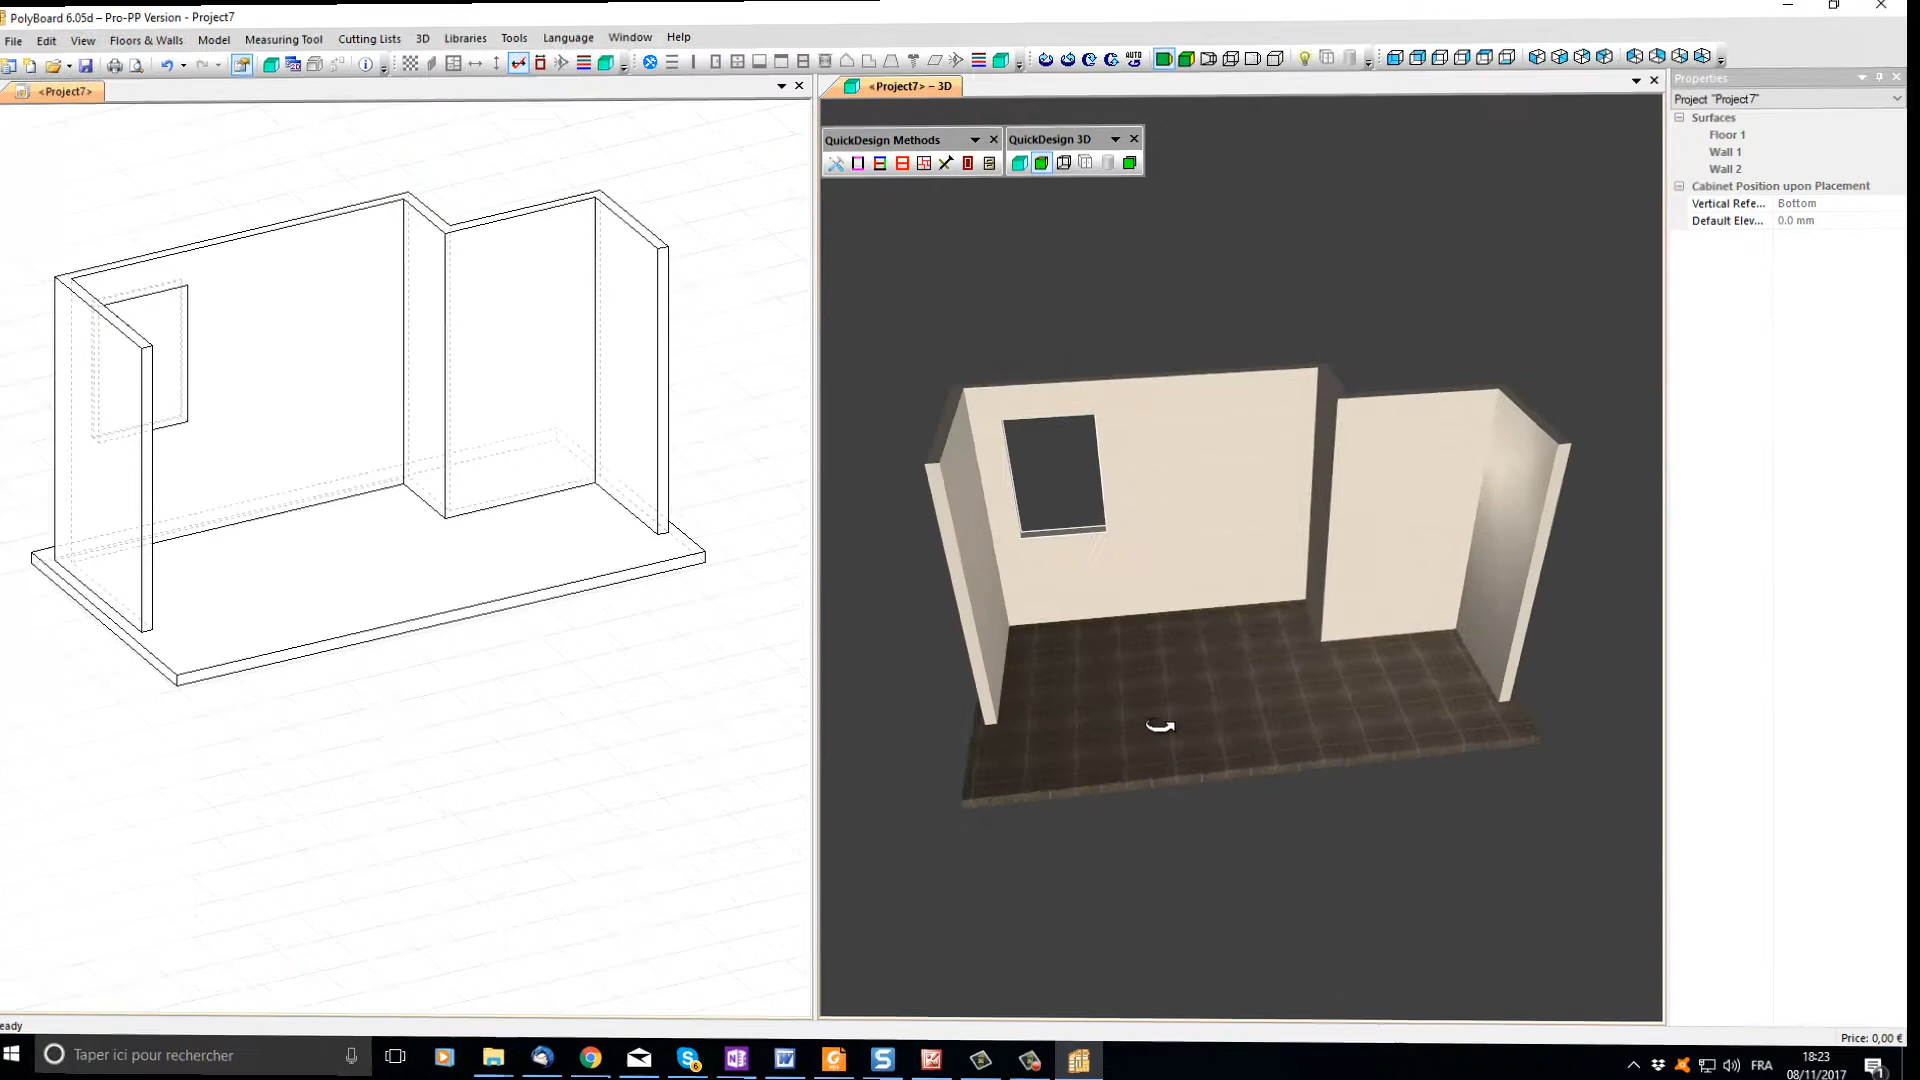 PolyBoard 6.05d – Pro-PP Version - Project7
File Edit View Floors & Walls Model Measuring Tool Cutting Lists 3D Libraries Tools Language Window Help
AUTO
<Project7>
<Project7> – 3D
QuickDesign Methods
QuickDesign 3D
Properties
Project "Project7"
Surfaces
Floor 1
Wall 1
Wall 2
Cabinet Position upon Placement
Vertical Refe... Bottom
Default Elev... 0.0 mm
eady
Price: 0,00 €
Taper ici pour rechercher
6
FRA
18:23
08/11/2017
1